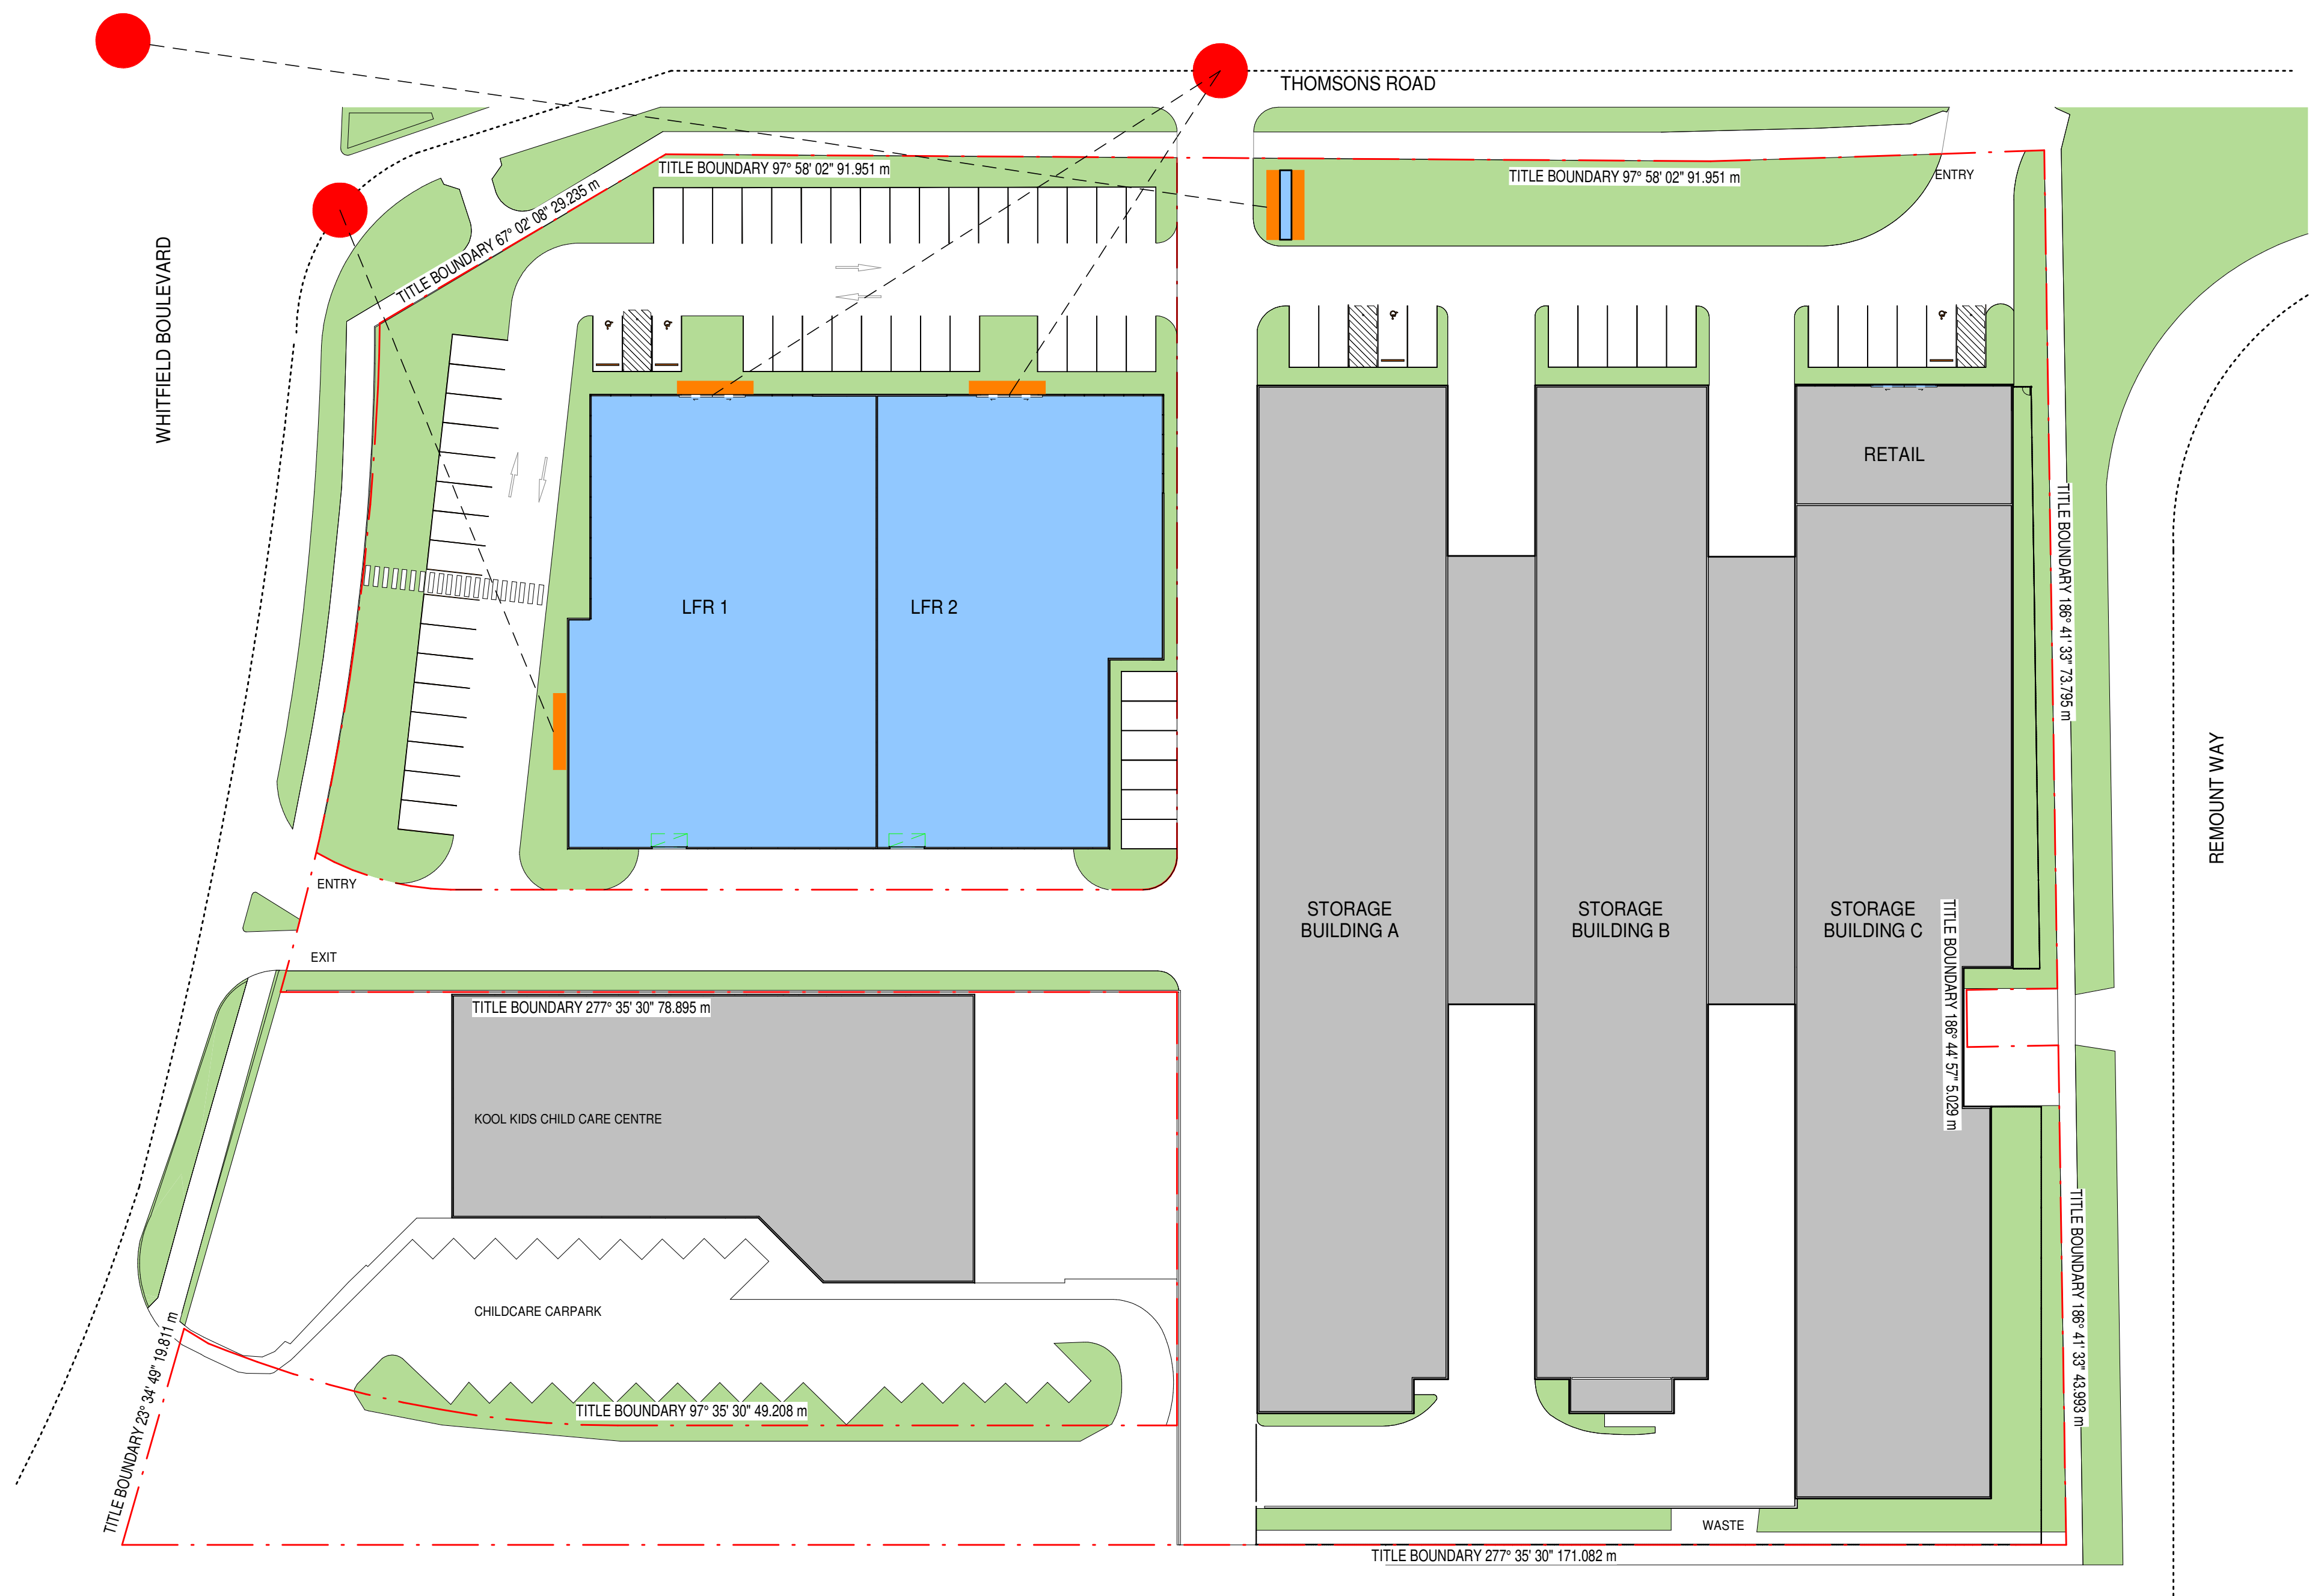 THOMSONS ROAD
TITLE BOUNDARY 97° 58' 02" 91.951 m
TITLE BOUNDARY 97° 58' 02" 91.951 m
ENTRY
TITLE BOUNDARY 67° 02' 08" 29.235 m
WHITFIELD BOULEVARD
RETAIL
TITLE BOUNDARY 186° 41' 33" 73.795 m
LFR 1
LFR 2
REMOUNT WAY
ENTRY
STORAGE
BUILDING A
STORAGE
BUILDING B
STORAGE
BUILDING C
TITLE BOUNDARY 186° 44' 57" 5.029 m
EXIT
TITLE BOUNDARY 277° 35' 30" 78.895 m
KOOL KIDS CHILD CARE CENTRE
TITLE BOUNDARY 186° 41' 33" 43.993 m
CHILDCARE CARPARK
TITLE BOUNDARY 23° 34' 49" 19.811 m
TITLE BOUNDARY 97° 35' 30" 49.208 m
WASTE
TITLE BOUNDARY 277° 35' 30" 171.082 m